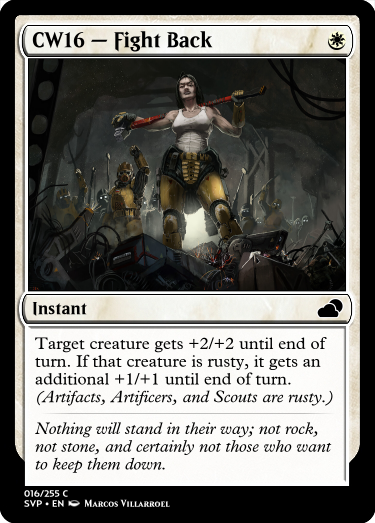 CW16 — Fight Back
Instant
Target creature gets +2/+2 until end of
turn. If that creature is rusty, it gets an
additional +1/+1 until end of turn.
(Artifacts, Artificers, and Scouts are rusty.)
Nothing will stand in their way; not rock,
not stone, and certainly not those who want
to keep them down.
016/255 C
SVP • EN Marcos Villarroel